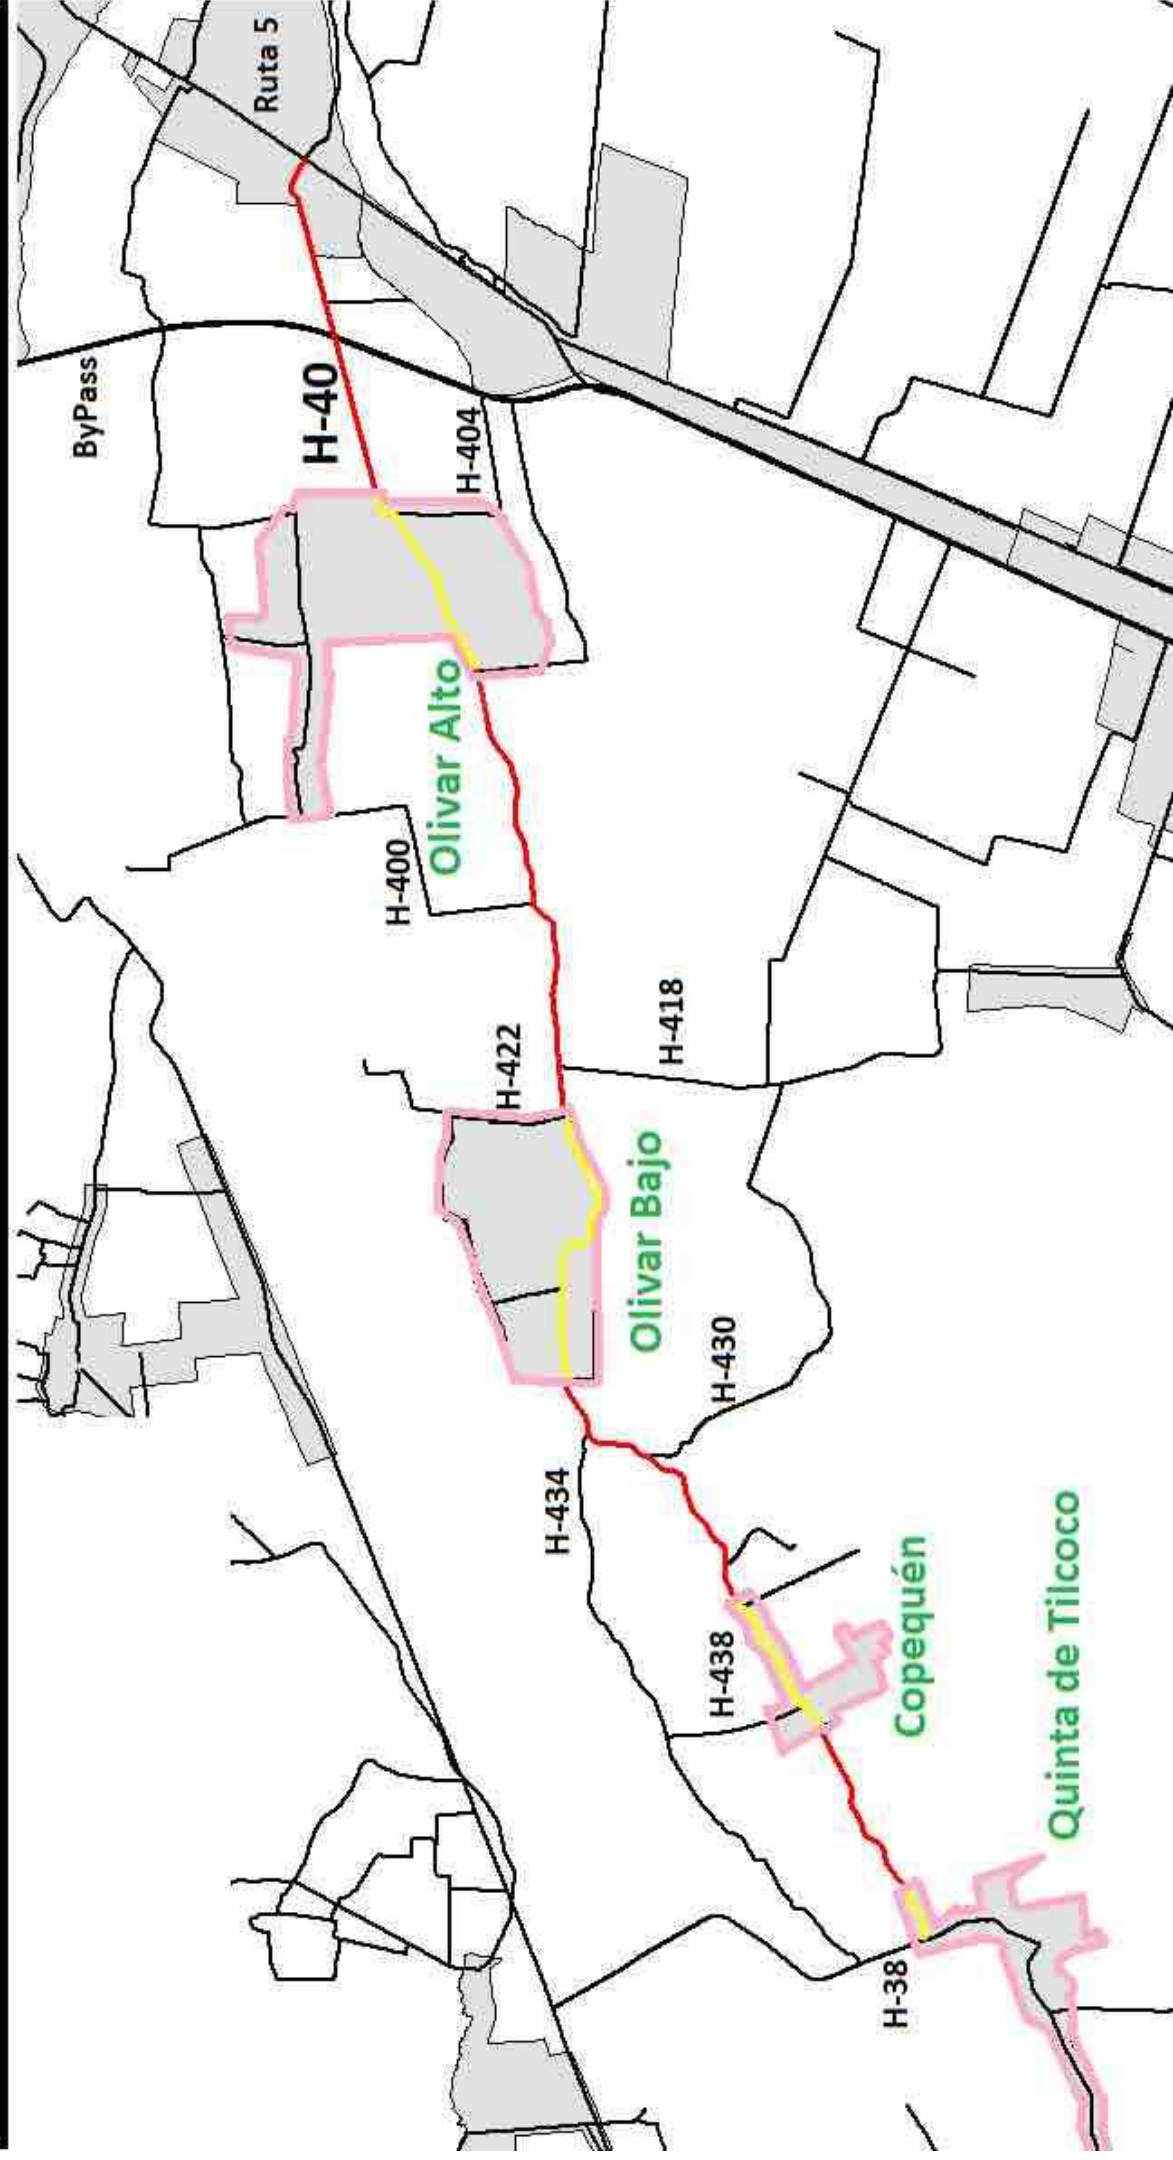 ByPass
Ruta 5
H-40
H-400
Olivar Alto
H-404
H-422
H-434
Olivar Bajo
H-418
H-438
H-430
H-38
Copequén
Quinta de Tilcoco